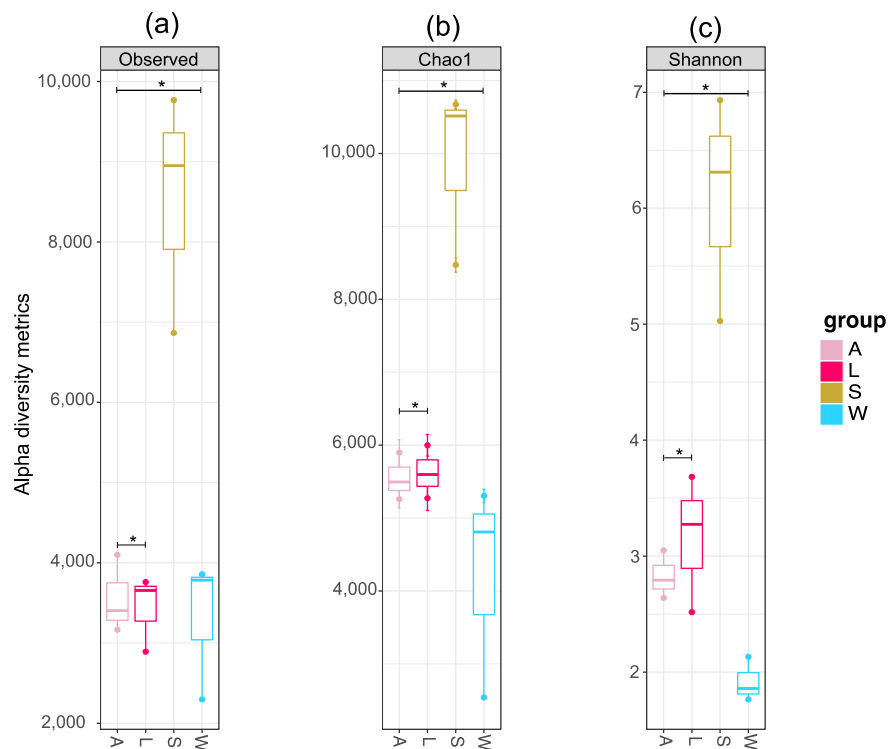 (a)
(b)
(c)
Observed
Chao1
Shannon
Alpha diversity metrics
10,000
8,000
6,000
4,000
2,000
*
*
A
L
S
W
10,000
8,000
6,000
4,000
*
*
A
L
S
W
7
6
5
4
3
2
*
*
A
L
S
W
group
A
L
S
W